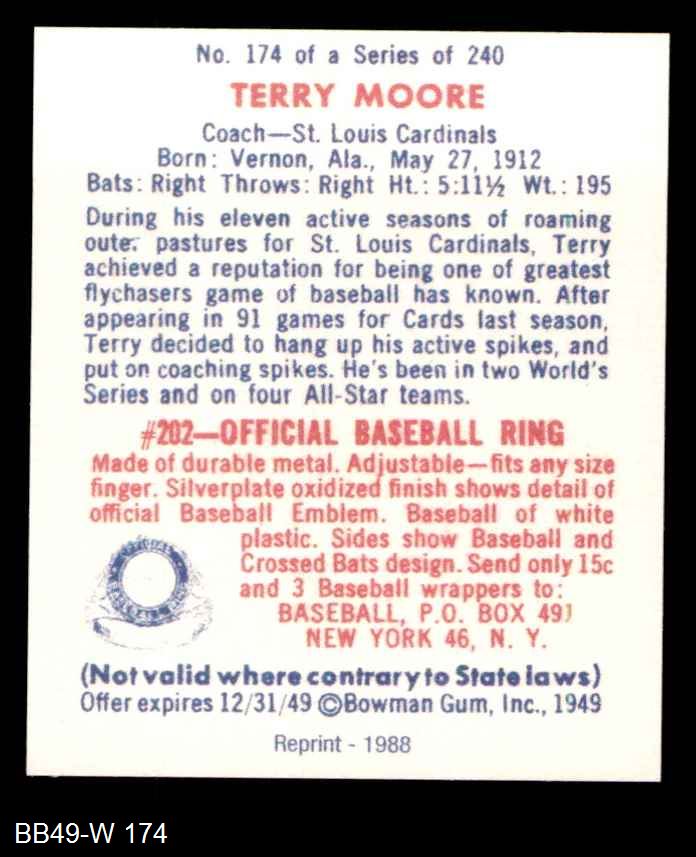 No. 174 of a Series of 240
TERRY MOORE
Coach—St. Louis Cardinals
Born: Vernon, Ala., May 27, 1912
Bats: Right Throws: Right Ht.: 5:11½ Wt.: 195
During his eleven active seasons of roaming
outer pastures for St. Louis Cardinals, Terry
achieved a reputation for being one of greatest
flychasers game of baseball has known. After
appearing in 91 games for Cards last season,
Terry decided to hang up his active spikes, and
put on coaching spikes. He's been in two World's
Series and on four All-Star teams.
#202—OFFICIAL BASEBALL RING
Made of durable metal. Adjustable—fits any size
finger. Silverplate oxidized finish shows detail of
official Baseball Emblem. Baseball of white
plastic. Sides show Baseball and
Crossed Bats design. Send only 15c
and 3 Baseball wrappers to:
BASEBALL, P.O. BOX 491
NEW YORK 46, N. Y.
(Not valid where contrary to State laws)
Offer expires 12/31/49 ©Bowman Gum, Inc., 1949
Reprint - 1988
BB49-W 174